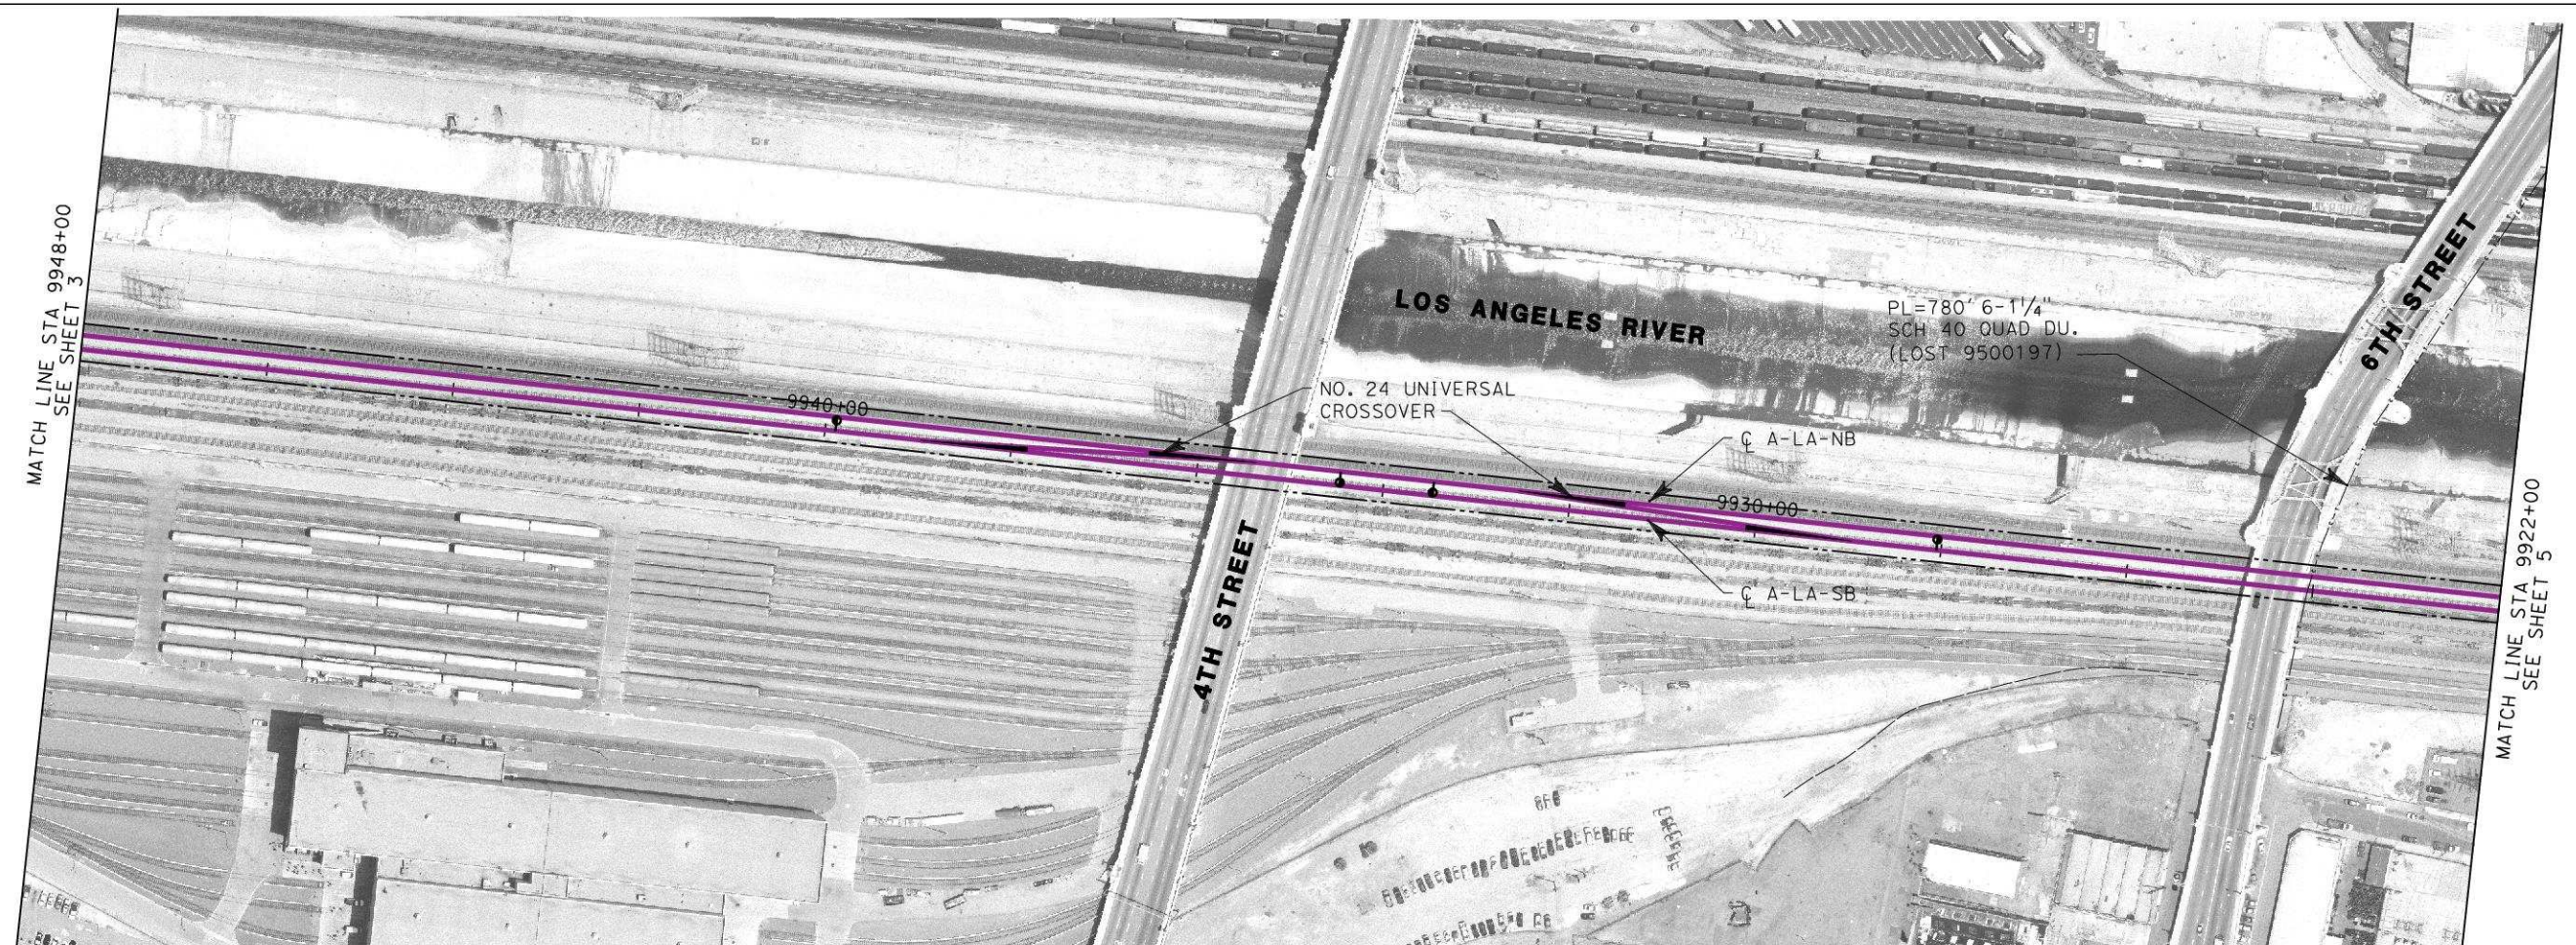 MATCH LINE STA 9948+00
SEE SHEET 3
9940+00
4TH STREET
NO. 24 UNIVERSAL
CROSSOVER
LOS ANGELES RIVER
℄ A-LA-NB
9930+00
℄ A-LA-SB
PL=780' 6-1¼"
SCH 40 QUAD DU.
(LOST 9500197)
6TH STREET
MATCH LINE STA 9922+00
SEE SHEET 5